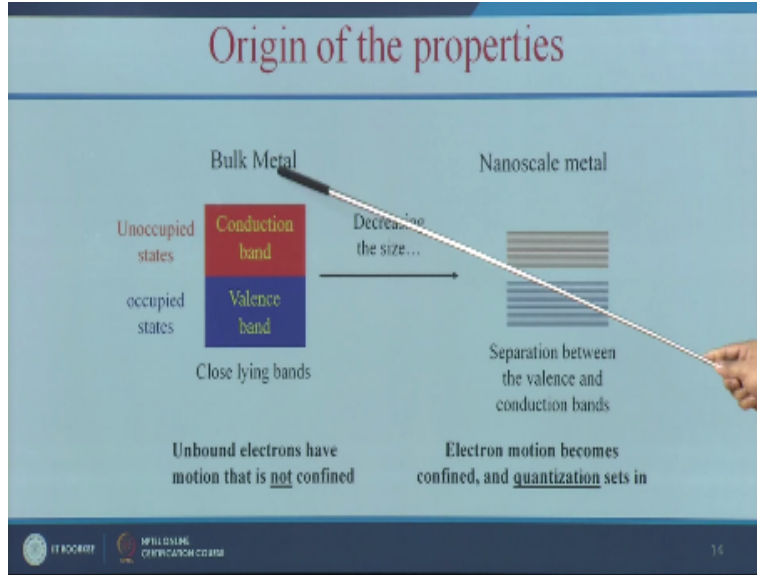 Origin of the properties
Bulk Metal
Nanoscale metal
Unoccupied
states
Conduction
band
Decreasing
the size...
occupied
states
Valence
band
Close lying bands
Separation between
the valence and
conduction bands
Unbound electrons have
motion that is not confined
Electron motion becomes
confined, and quantization sets in
IIT ROORKEE
NPTEL ONLINE
CERTIFICATION COURSE
14